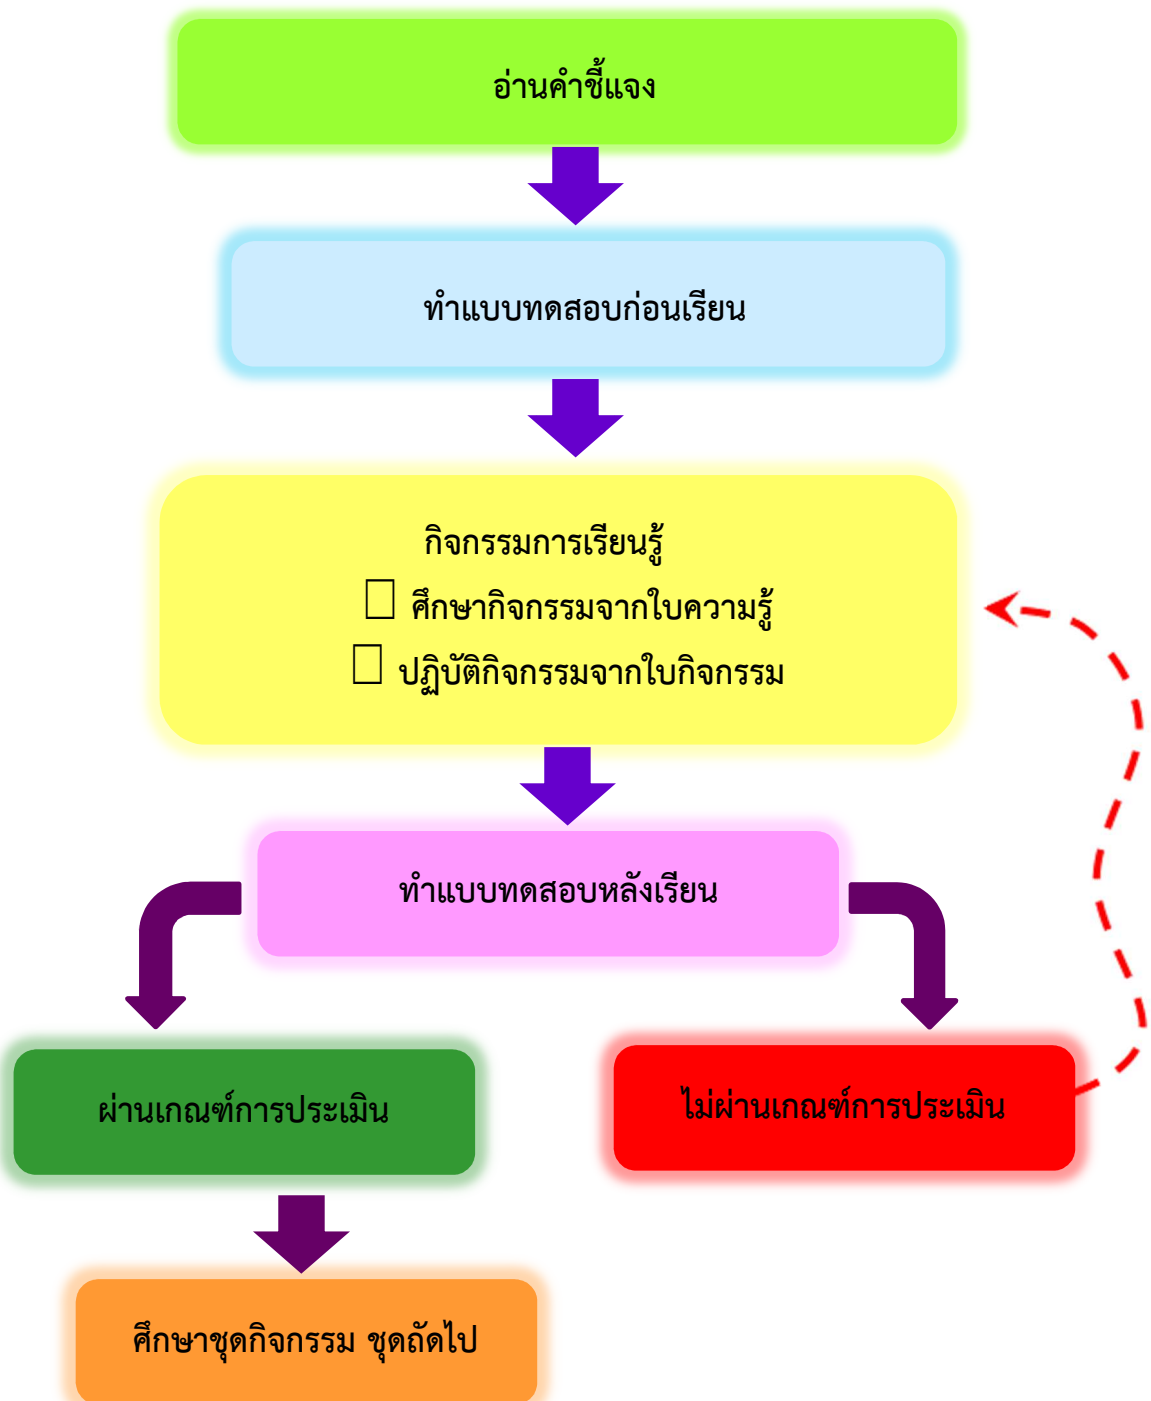 อ่านคำชี้แจง
ทำแบบทดสอบก่อนเรียน
กิจกรรมการเรียนรู้
ศึกษากิจกรรมจากใบความรู้
ปฏิบัติกิจกรรมจากใบกิจกรรม
ทำแบบทดสอบหลังเรียน
ผ่านเกณฑ์การประเมิน
ไม่ผ่านเกณฑ์การประเมิน
ศึกษาชุดกิจกรรม ชุดถัดไป